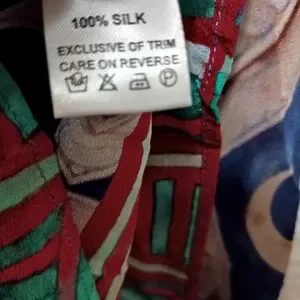 100% SILK
EXCLUSIVE OF TRIM
CARE ON REVERSE